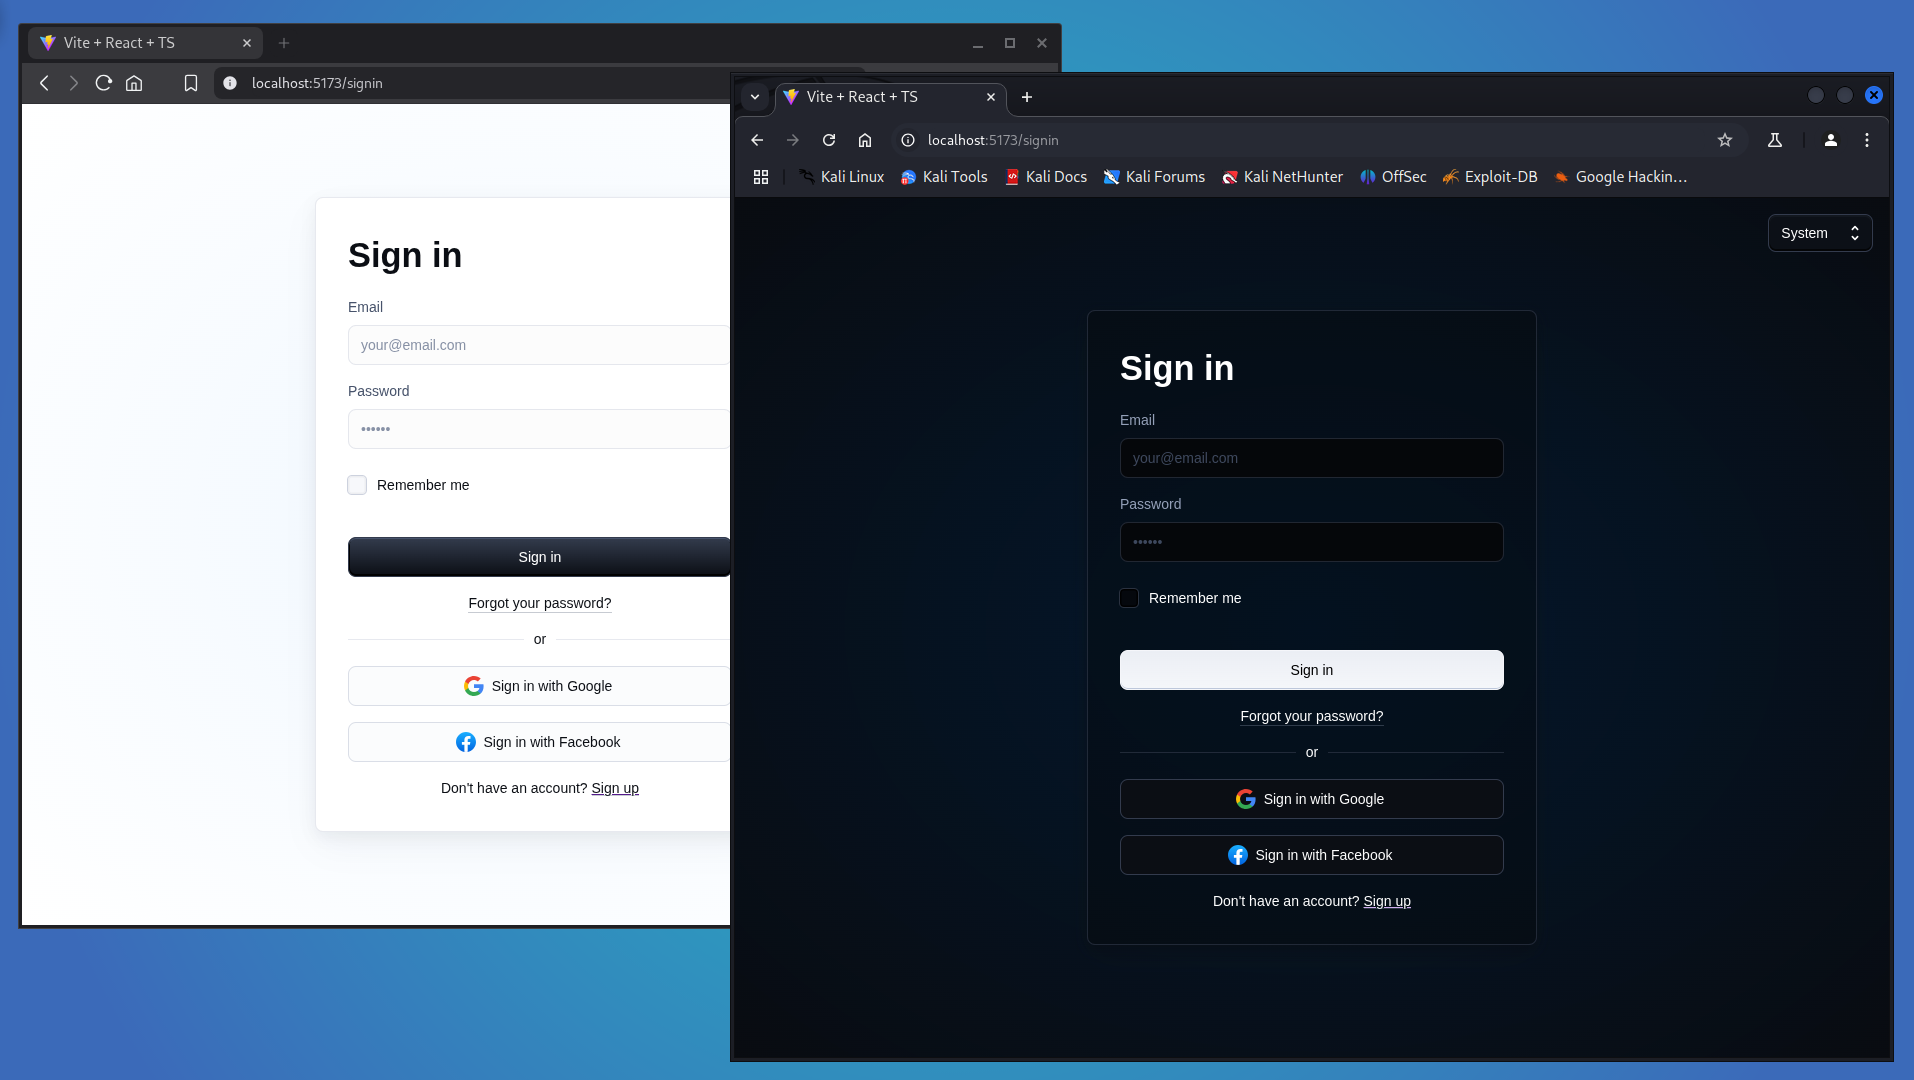 Vite + React + TS
localhost:5173/signin
Sign in
Email
your@email.com
Password
••••••
Remember me
Sign in
Forgot your password?
or
Sign in with Google
Sign in with Facebook
Don't have an account? Sign up
Vite + React + TS
localhost:5173/signin
Kali Linux Kali Tools Kali Docs Kali Forums Kali NetHunter OffSec Exploit-DB Google Hackin...
System
Sign in
Email
your@email.com
Password
••••••
Remember me
Sign in
Forgot your password?
or
Sign in with Google
Sign in with Facebook
Don't have an account? Sign up